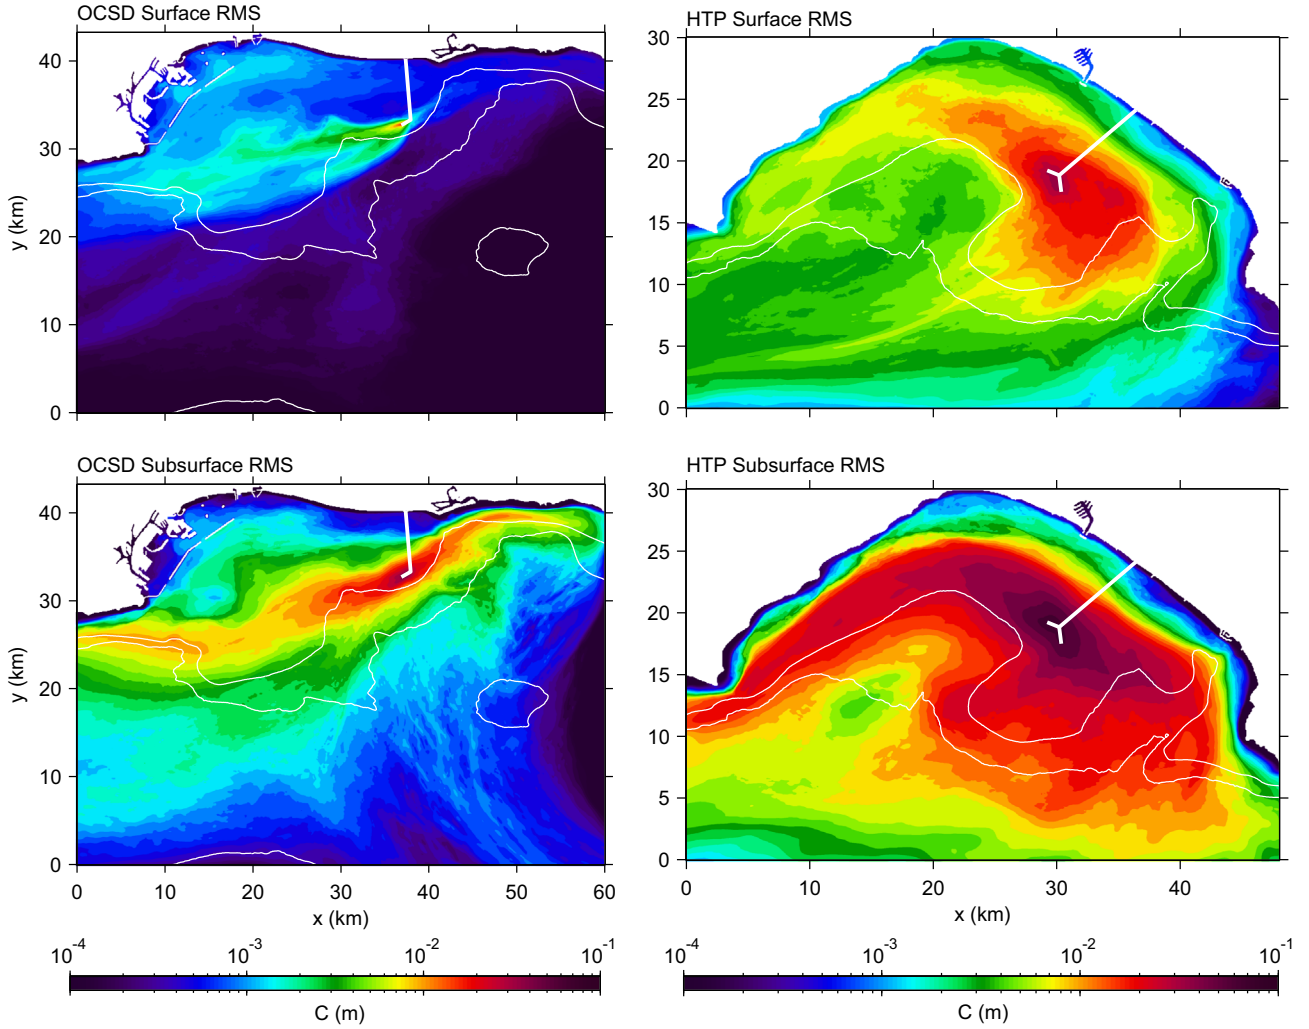 OCSD Surface RMS
40
30
20
10
0
y (km)
HTP Surface RMS
30
25
20
15
10
5
0
OCSD Subsurface RMS
40
30
20
10
0
y (km)
0 10 20 30 40 50 60
x (km)
HTP Subsurface RMS
30
25
20
15
10
5
0
0 10 20 30 40
x (km)
10-4 10-3 10-2 10-1
C (m)
10-4 10-3 10-2 10-1
C (m)